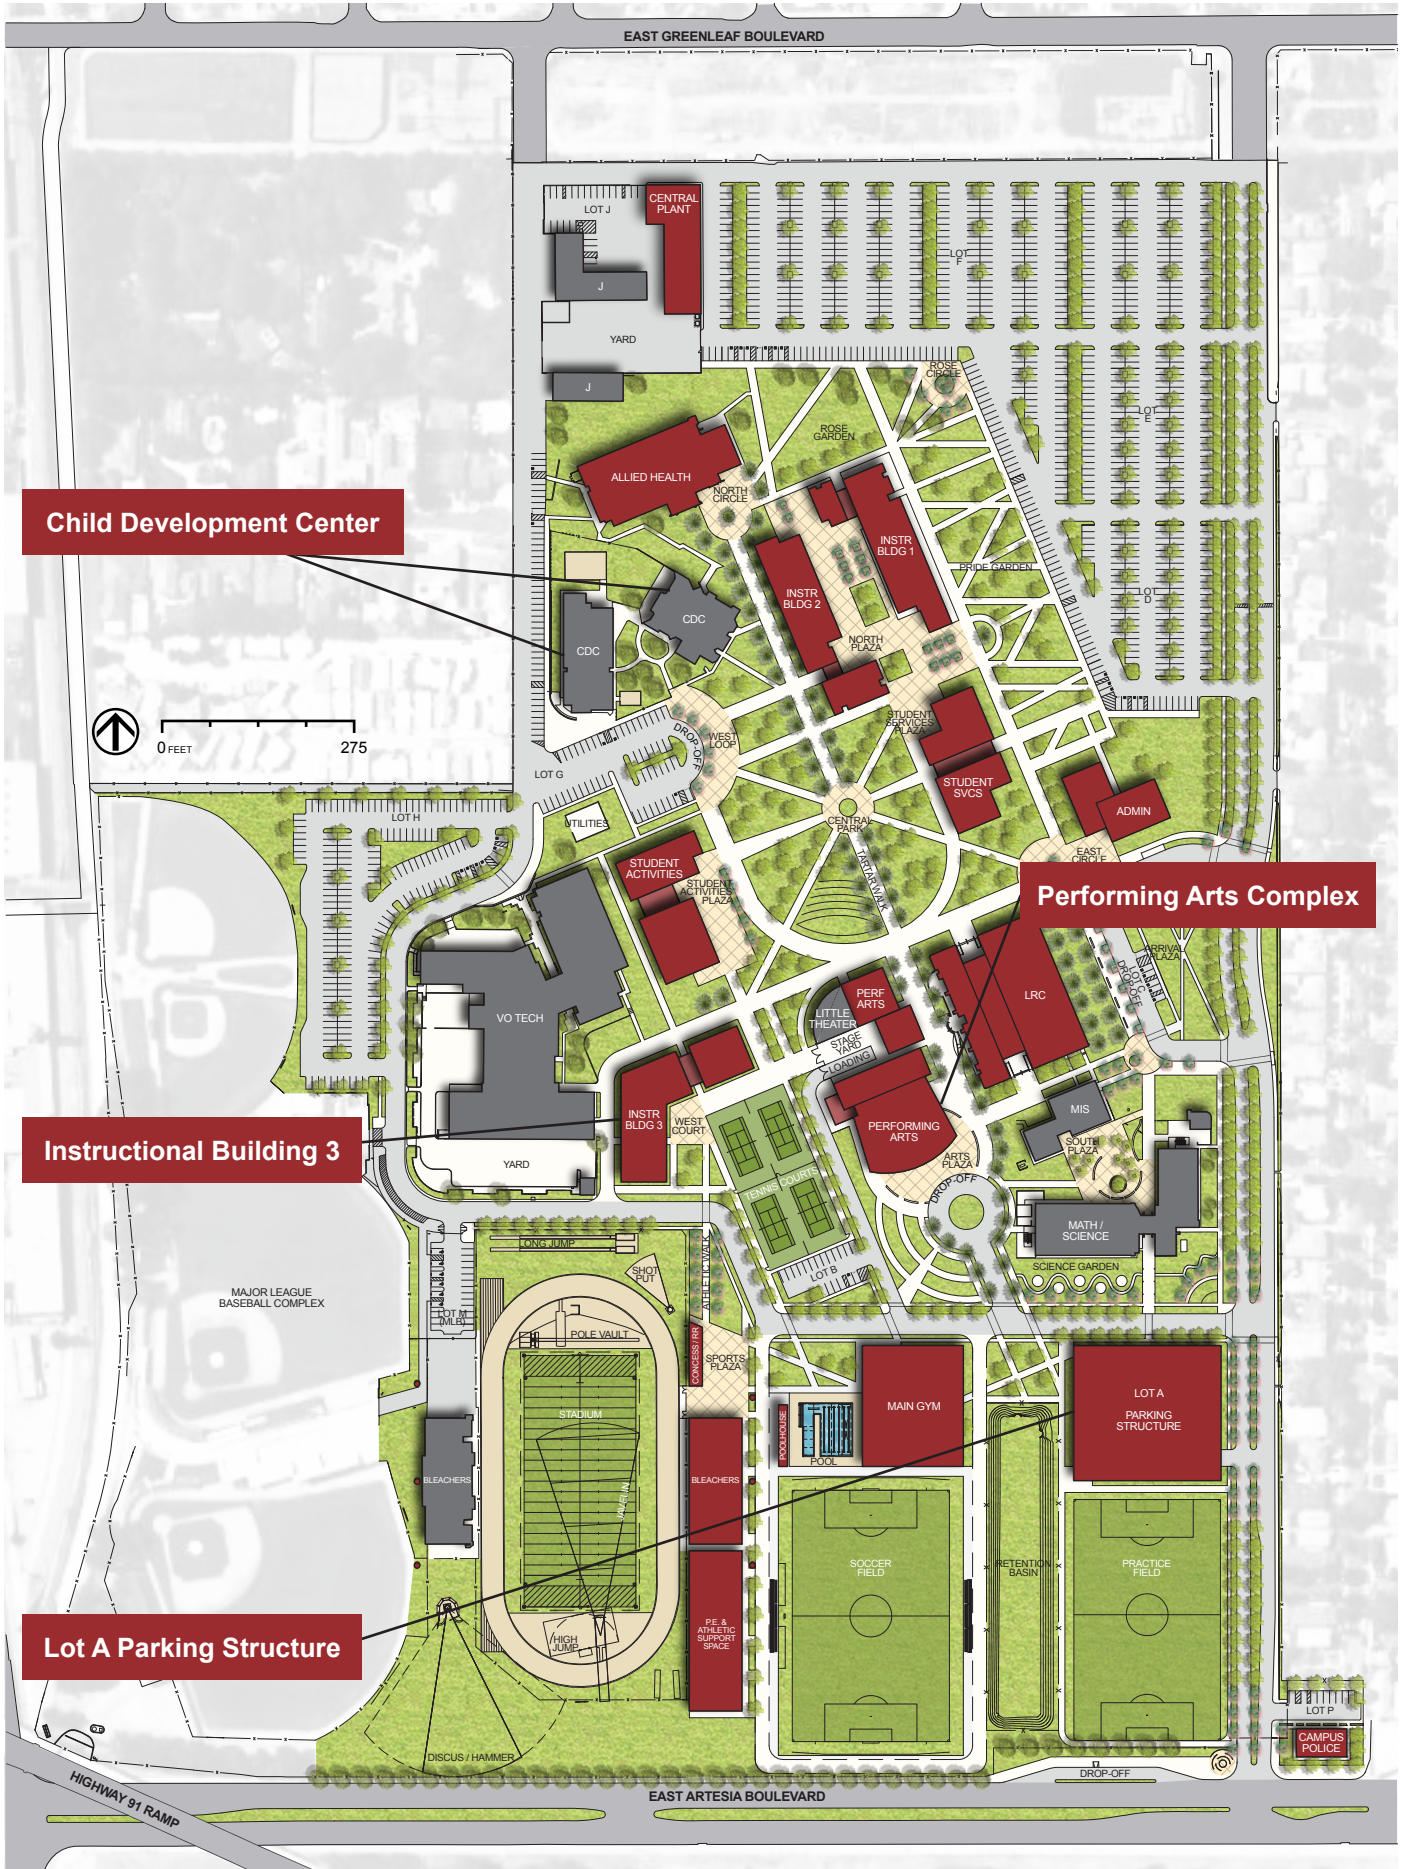 EAST GREENLEAF BOULEVARD
CENTRAL
PLANT
LOT J
LOT
F
J
YARD
J
ROSE
CIRCLE
LOT
E
ROSE
GARDEN
ALLIED HEALTH
NORTH
CIRCLE
Child Development Center
INSTR
BLDG 1
PRIDE GARDEN
INSTR
BLDG 2
LOT
D
CDC
CDC
NORTH
PLAZA
STUDENT
SERVICES
PLAZA
0 FEET
275
DROP-OFF
WEST
LOOP
LOT G
STUDENT
SVCS
ADMIN
LOT H
UTILITIES
CENTRAL
PARK
EAST
CIRCLE
STUDENT
ACTIVITIES
STUDENT
ACTIVITIES
PLAZA
TARTAR WALK
Performing Arts Complex
ARRIVAL
PLAZA
LOT C
DROP-OFF
LRC
PERF
ARTS
LITTLE
THEATER
STAGE
YARD
LOADING
VO TECH
MIS
INSTR
BLDG 3
WEST
COURT
PERFORMING
ARTS
SOUTH
PLAZA
Instructional Building 3
YARD
ARTS
PLAZA
TENNIS COURTS
DROP-OFF
MATH /
SCIENCE
LONG JUMP
ATHLETIC WALK
SHOT
PUT
LOT B
SCIENCE GARDEN
MAJOR LEAGUE
BASEBALL COMPLEX
LOT M
(MLB)
POLE VAULT
CONCESS / RR
SPORTS
PLAZA
MAIN GYM
LOT A
PARKING
STRUCTURE
STADIUM
POOLHOUSE
POOL
BLEACHERS
BLEACHERS
JAVELIN
SOCCER
FIELD
RETENTION
BASIN
PRACTICE
FIELD
Lot A Parking Structure
HIGH
JUMP
P.E. &
ATHLETIC
SUPPORT
SPACE
LOT P
CAMPUS
POLICE
DISCUS / HAMMER
DROP-OFF
HIGHWAY 91 RAMP
EAST ARTESIA BOULEVARD